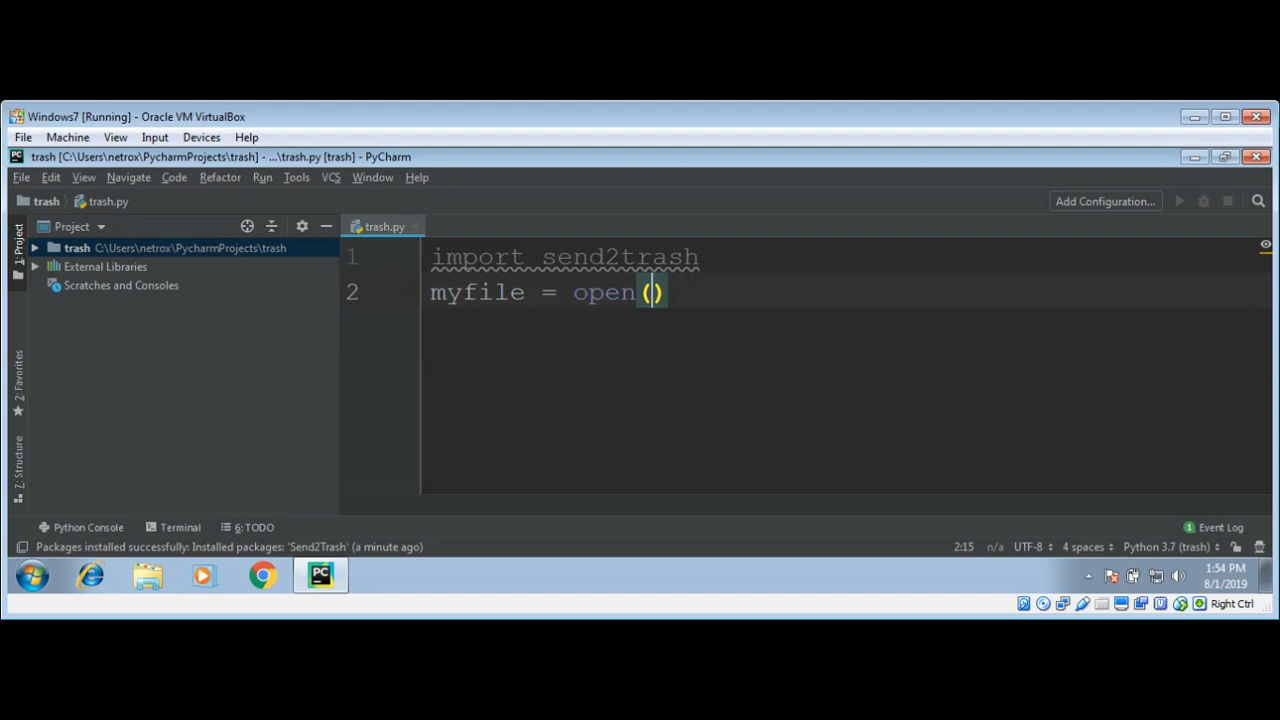 Windows7 [Running] - Oracle VM VirtualBox
File Machine View Input Devices Help
PC trash [C:\Users\netrox\PycharmProjects\trash] - ...\trash.py [trash] - PyCharm
File Edit View Navigate Code Refactor Run Tools VCS Window Help
trash trash.py Add Configuration...
1: Project Project trash.py
trash C:\Users\netrox\PycharmProjects\trash
External Libraries
Scratches and Consoles
1 import send2trash
2 myfile = open()
2: Favorites
7: Structure
Python Console Terminal 6: TODO 1 Event Log
Packages installed successfully: Installed packages: 'Send2Trash' (a minute ago) 2:15 n/a UTF-8 4 spaces Python 3.7 (trash)
PC 1:54 PM
8/1/2019
Right Ctrl